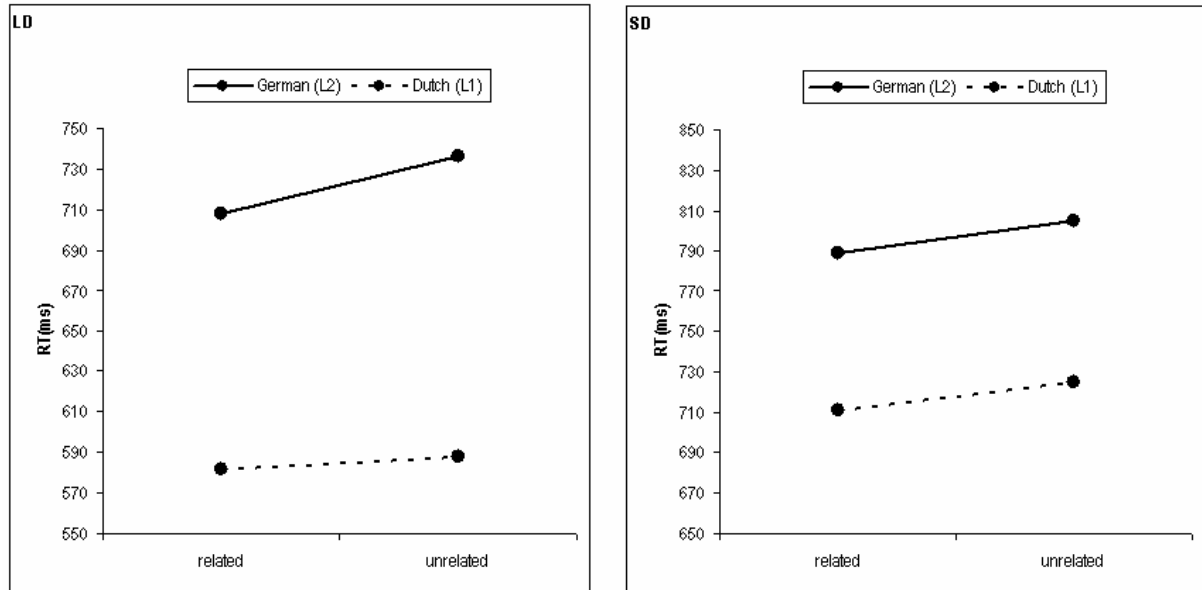 LD
German (L2) Dutch (L1)
750
730
710
690
670
650
630
610
590
570
550
RT(ms)
related unrelated
SD
German (L2) Dutch (L1)
850
830
810
790
770
750
730
710
690
670
650
RT(ms)
related unrelated